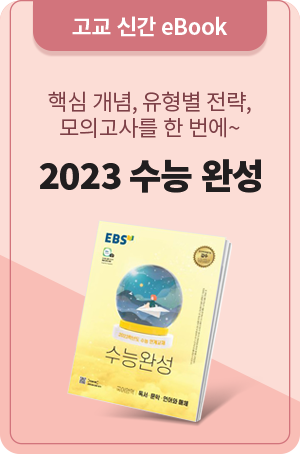 고교 신간 eBook
핵심 개념, 유형별 전략,
모의고사를 한 번에~
2023 수능 완성
EBS
수능완성
독서 · 문학 · 언어와 매체